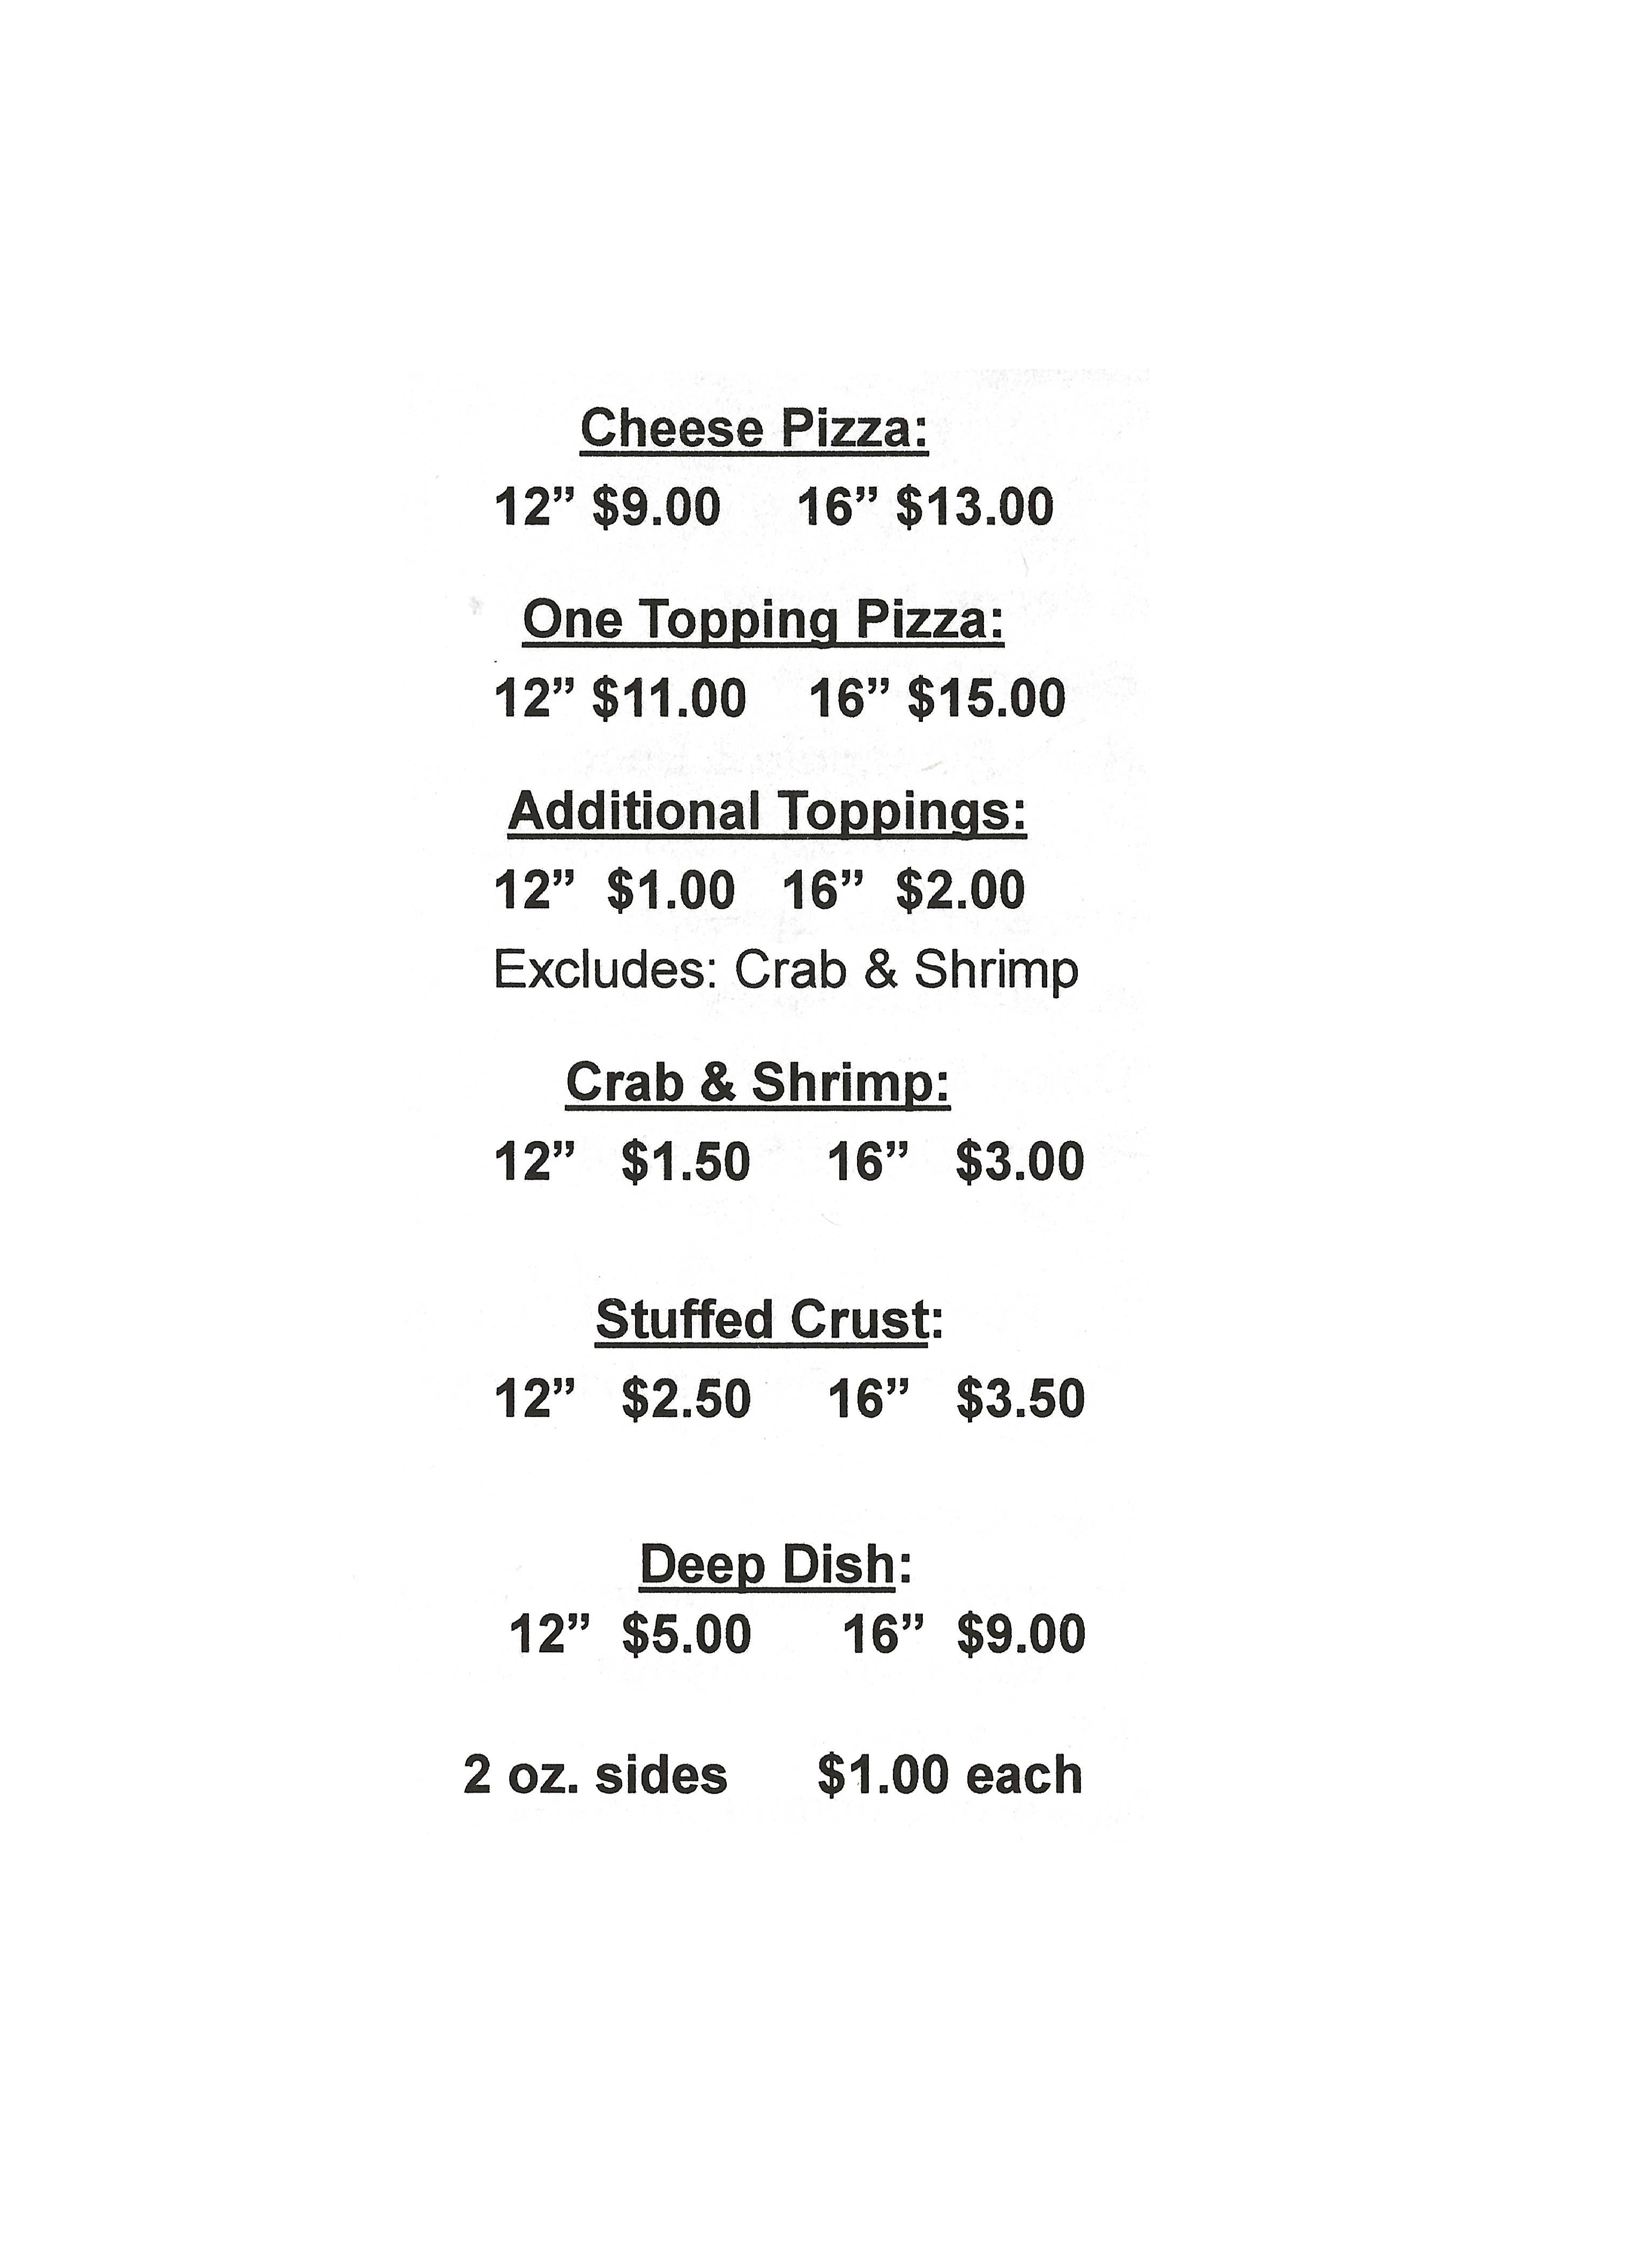 Cheese Pizza:
12” $9.00 16” $13.00
One Topping Pizza:
12” $11.00 16” $15.00
Additional Toppings:
12” $1.00 16” $2.00
Excludes: Crab & Shrimp
Crab & Shrimp:
12” $1.50 16” $3.00
Stuffed Crust:
12” $2.50 16” $3.50
Deep Dish:
12” $5.00 16” $9.00
2 oz. sides $1.00 each